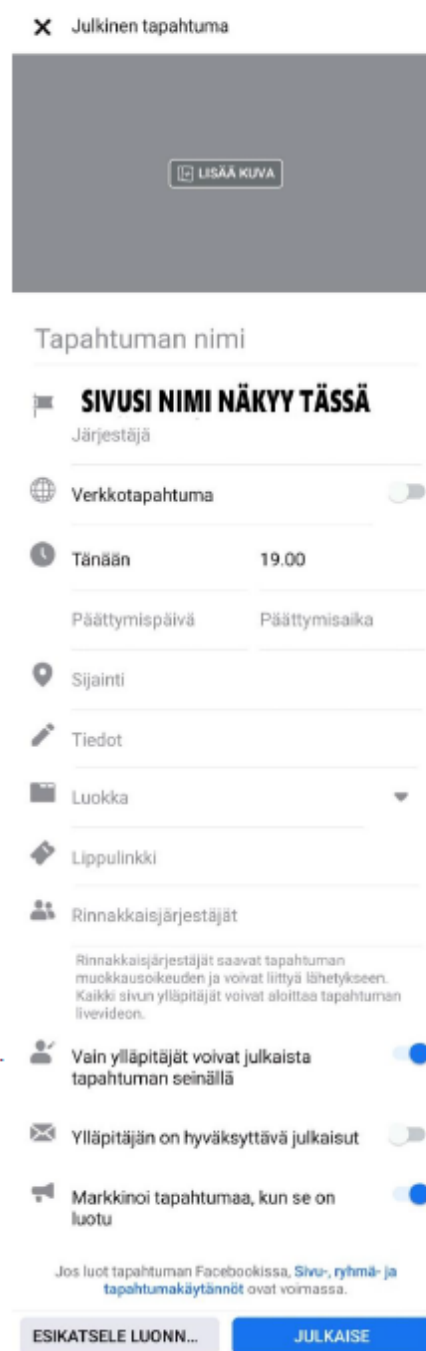 Julkinen tapahtuma
LISÄÄ KUVA
Tapahtuman nimi
SIVUSI NIMI NÄKYY TÄSSÄ
Järjestäjä
Verkkotapahtuma
Tänään 19.00
Päättymispäivä Päättymisaika
Sijainti
Tiedot
Luokka
Lippulinkki
Rinnakkaisjärjestäjät
Rinnakkaisjärjestäjät saavat tapahtuman
muokkausoikeuden ja voivat liittyä lähetykseen.
Kaikki sivun ylläpitäjät voivat aloittaa tapahtuman
livevideon.
Vain ylläpitäjät voivat julkaista
tapahtuman seinällä
Ylläpitäjän on hyväksyttävä julkaisut
Markkinoi tapahtumaa, kun se on
luotu
Jos luot tapahtuman Facebookissa, Sivu-, ryhmä- ja
tapahtumakäytännöt ovat voimassa.
ESIKATSELE LUONN... JULKAISE